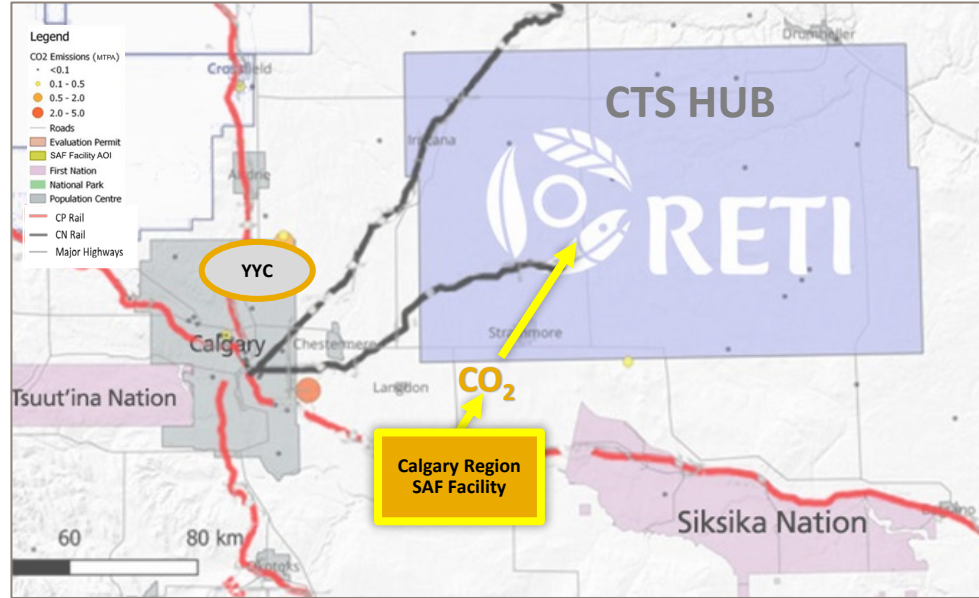 Legend
CO2 Emissions (MTPA)
<0.1
0.1 - 0.5
0.5 - 2.0
2.0 - 5.0
Roads
Evaluation Permit
SAF Facility AOI
First Nation
National Park
Population Centre
CP Rail
CN Rail
Major Highways
Drumheller
Crossfield
CTS HUB
Irricana
Airdrie
RETI
YYC
Calgary
Chestermere
Strathmore
Langdon
CO₂
Tsuut'ina Nation
Calgary Region
SAF Facility
Siksika Nation
60
80 km
Okotoks